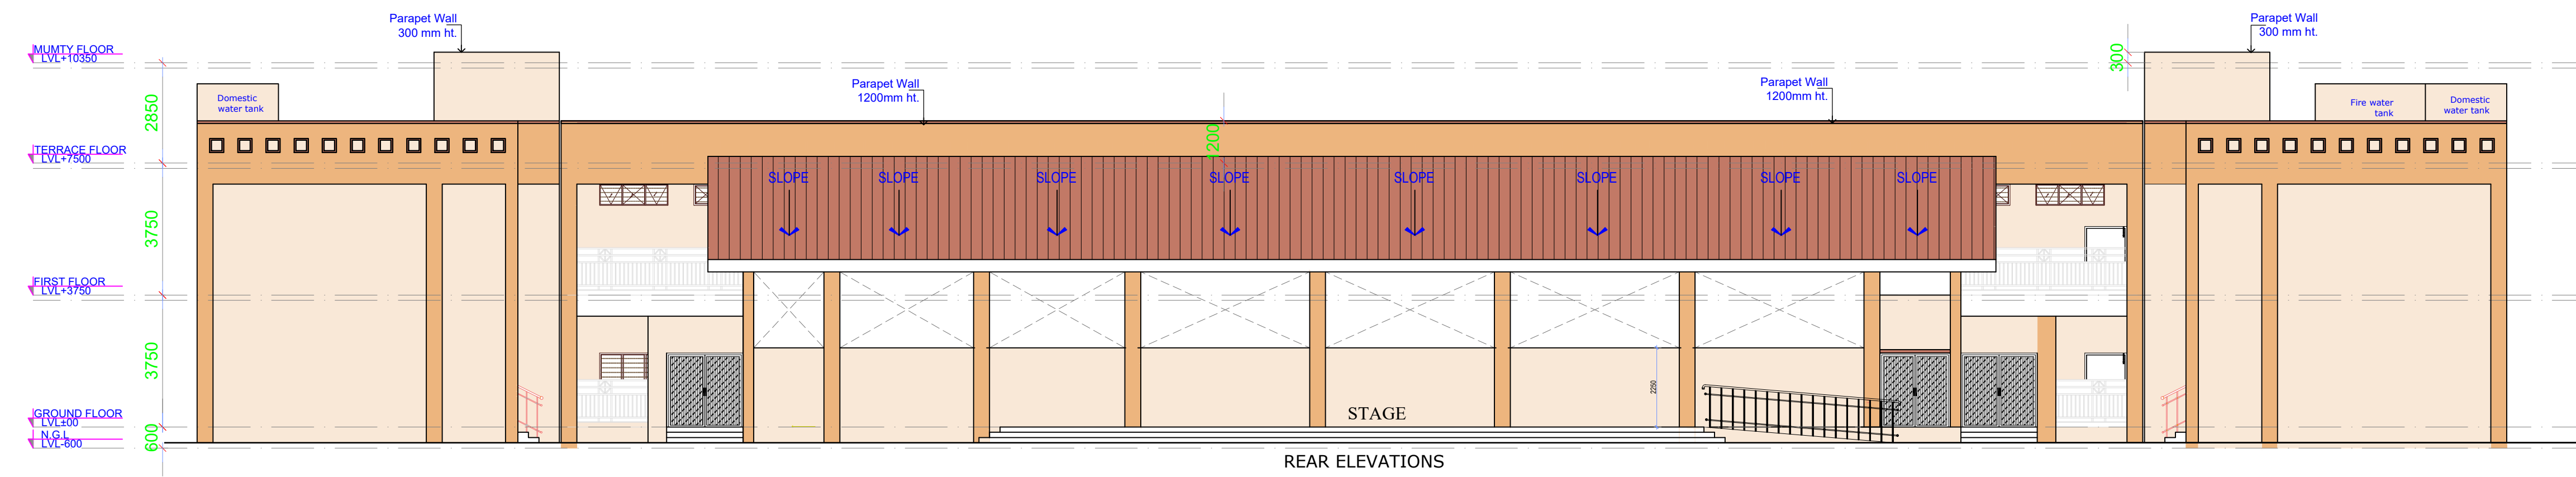 Parapet Wall
300 mm ht.
Parapet Wall
300 mm ht.
MUMTY FLOOR
LVL+10350
300
Parapet Wall
1200mm ht.
Parapet Wall
1200mm ht.
Domestic
water tank
Fire water
tank
Domestic
water tank
2850
1200
TERRACE FLOOR
LVL+7500
SLOPE
SLOPE
SLOPE
SLOPE
SLOPE
SLOPE
SLOPE
SLOPE
3750
FIRST FLOOR
LVL+3750
3750
2250
GROUND FLOOR
LVL±00
STAGE
N.G.L
LVL-600
600
REAR ELEVATIONS